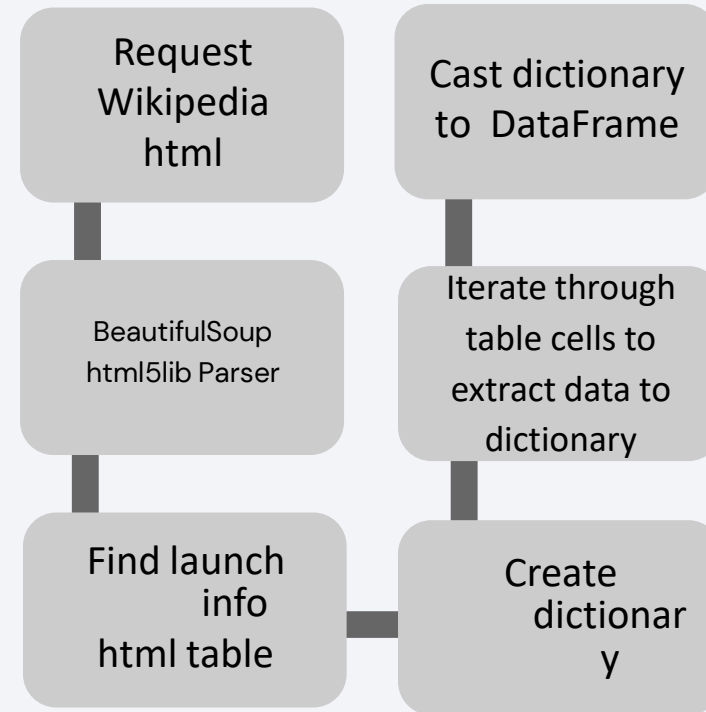 Request
Wikipedia
html
BeautifulSoup
html5lib Parser
Find launch
info
html table
Create
dictionar
y
Iterate through
table cells to
extract data to
dictionary
Cast dictionary
to DataFrame